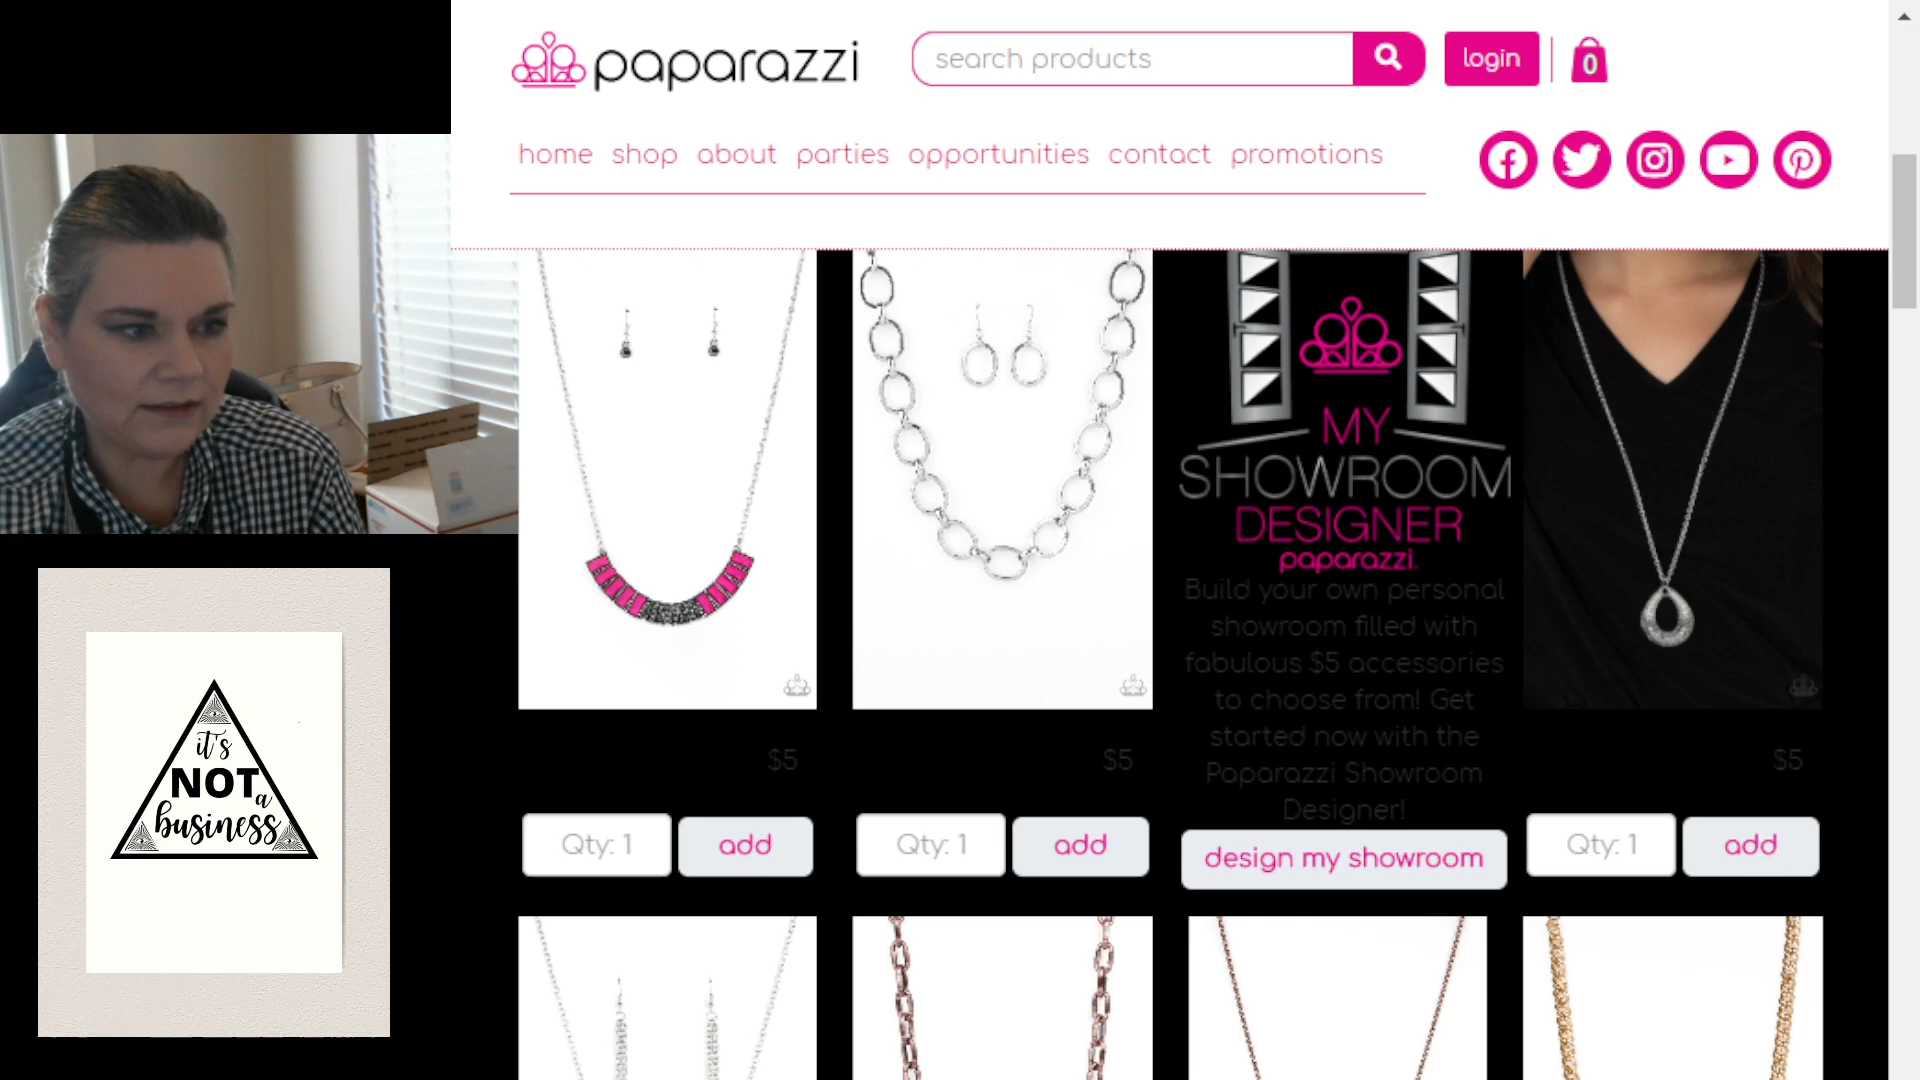 paparazzi
search products
login
0
home shop about parties opportunities contact promotions
MY
SHOWROOM
DESIGNER
paparazzi
Build your own personal
showroom filled with
fabulous $5 accessories
to choose from! Get
started now with the
Paparazzi Showroom
Designer!
$5
$5
$5
Qty: 1
add
Qty: 1
add
design my showroom
Qty: 1
add
it's
NOT
a
business